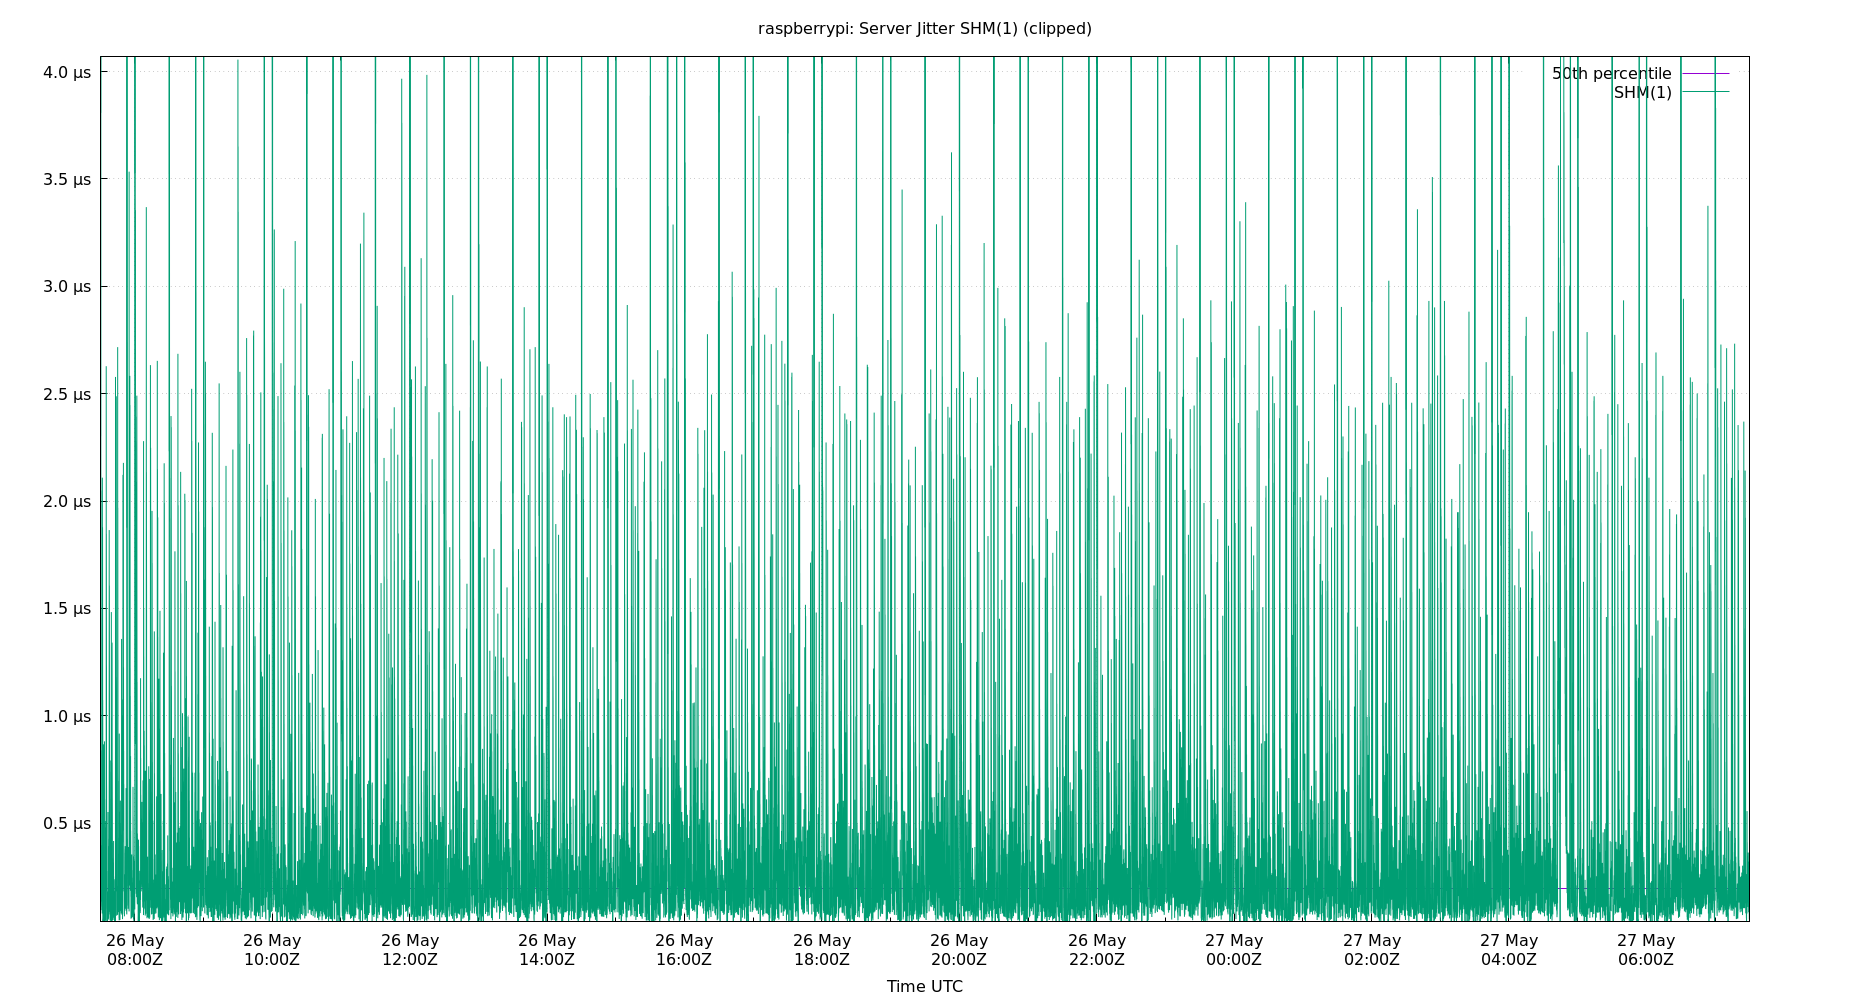 raspberrypi: Server Jitter SHM(1) (clipped)
4.0 µs
3.5 µs
3.0 µs
2.5 µs
2.0 µs
1.5 µs
1.0 µs
0.5 µs
50th percentile
SHM(1)
26 May
08:00Z
26 May
10:00Z
26 May
12:00Z
26 May
14:00Z
26 May
16:00Z
26 May
18:00Z
26 May
20:00Z
26 May
22:00Z
27 May
00:00Z
27 May
02:00Z
27 May
04:00Z
27 May
06:00Z
Time UTC